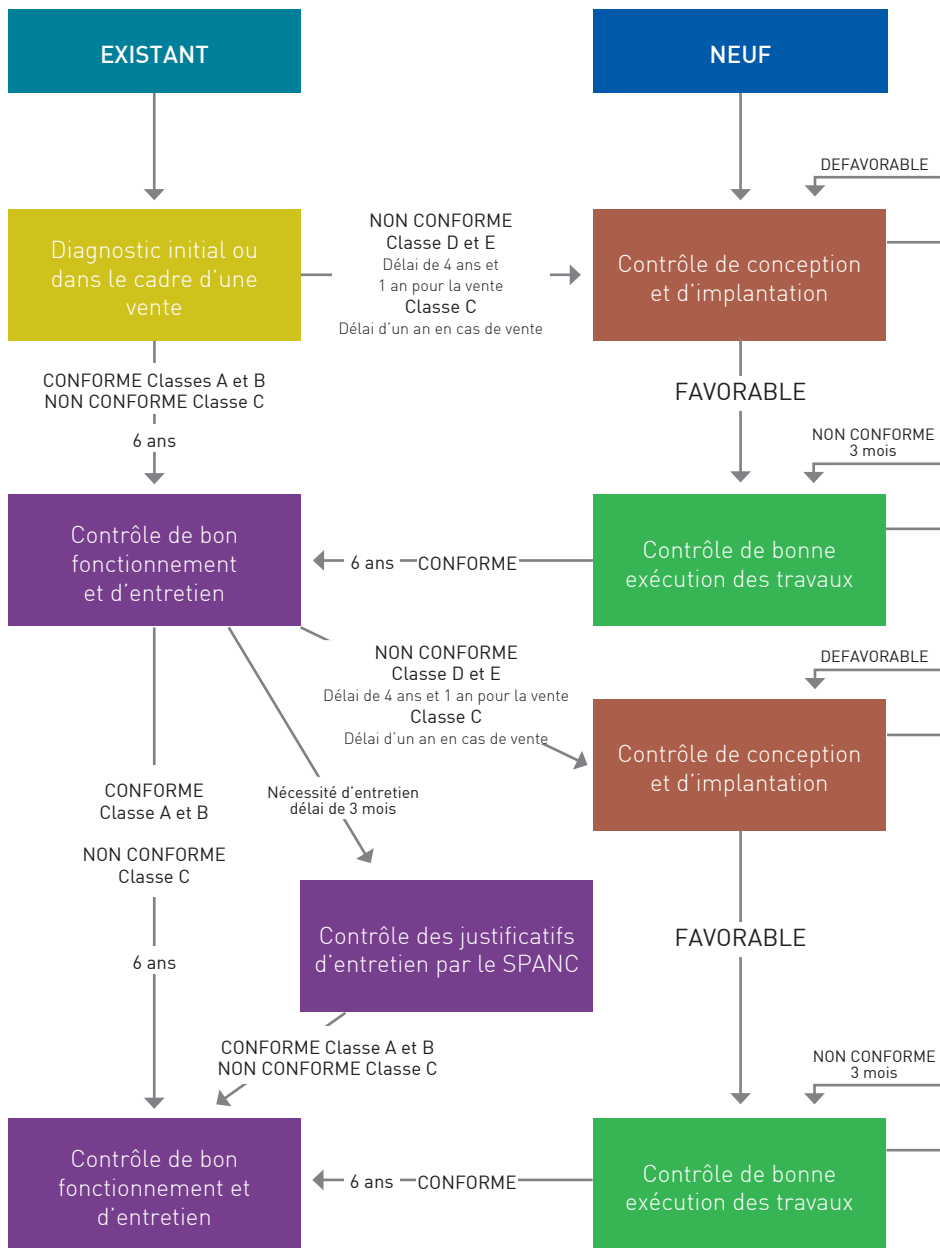 EXISTANT
NEUF
DEFAVORABLE
Diagnostic initial ou
dans le cadre d'une
vente
NON CONFORME
Classe D et E
Délai de 4 ans et
1 an pour la vente
Classe C
Délai d'un an en cas de vente
Contrôle de conception
et d'implantation
CONFORME Classes A et B
NON CONFORME Classe C
6 ans
FAVORABLE
NON CONFORME
3 mois
Contrôle de bon
fonctionnement
et d'entretien
6 ans
CONFORME
Contrôle de bonne
exécution des travaux
NON CONFORME
Classe D et E
Délai de 4 ans et 1 an pour la vente
Classe C
Délai d'un an en cas de vente
DEFAVORABLE
Contrôle de conception
et d'implantation
CONFORME
Classe A et B
NON CONFORME
Classe C
6 ans
Nécessité d'entretien
délai de 3 mois
Contrôle des justificatifs
d'entretien par le SPANC
FAVORABLE
CONFORME Classe A et B
NON CONFORME Classe C
NON CONFORME
3 mois
Contrôle de bon
fonctionnement et
d'entretien
6 ans
CONFORME
Contrôle de bonne
exécution des travaux